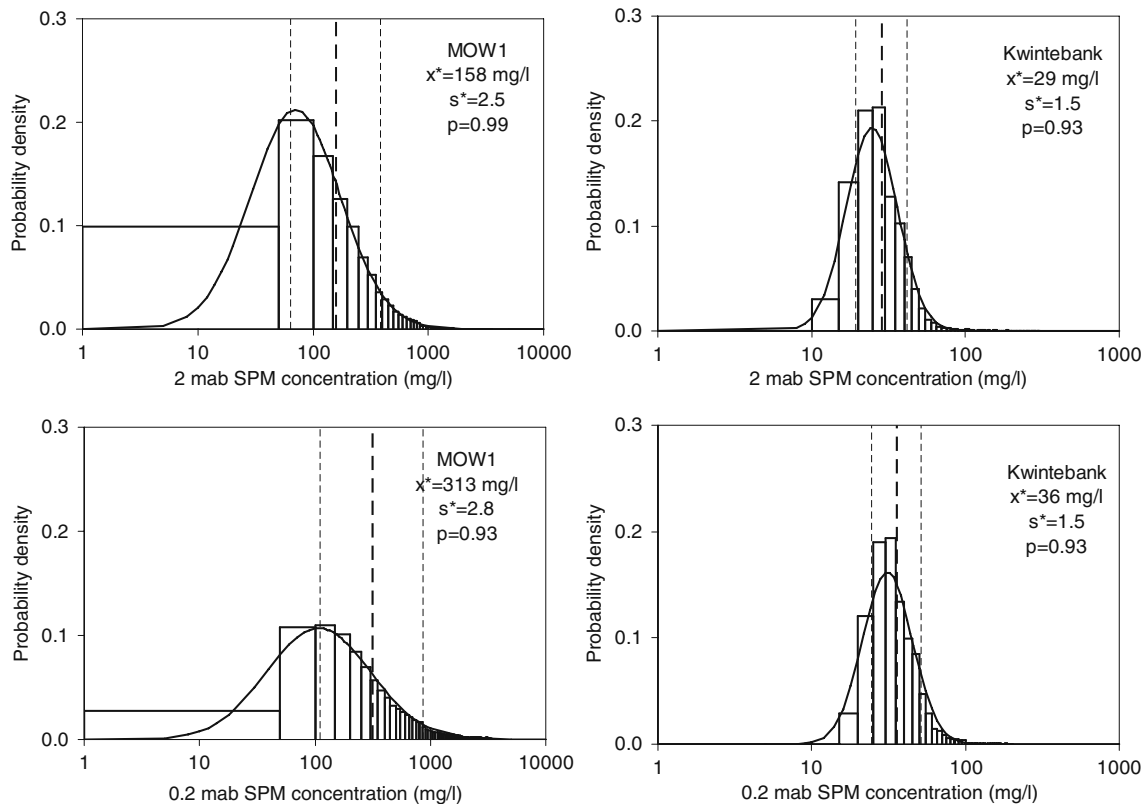 0.3
0.2
0.1
0.0
Probability density
MOW1
x*=158 mg/l
s*=2.5
p=0.99
1 10 100 1000 10000
2 mab SPM concentration (mg/l)
0.3
0.2
0.1
0.0
Probability density
Kwintebank
x*=29 mg/l
s*=1.5
p=0.93
1 10 100 1000
2 mab SPM concentration (mg/l)
0.3
0.2
0.1
0.0
Probability density
MOW1
x*=313 mg/l
s*=2.8
p=0.93
1 10 100 1000 10000
0.2 mab SPM concentration (mg/l)
0.3
0.2
0.1
0.0
Probability density
Kwintebank
x*=36 mg/l
s*=1.5
p=0.93
1 10 100 1000
0.2 mab SPM concentration (mg/l)